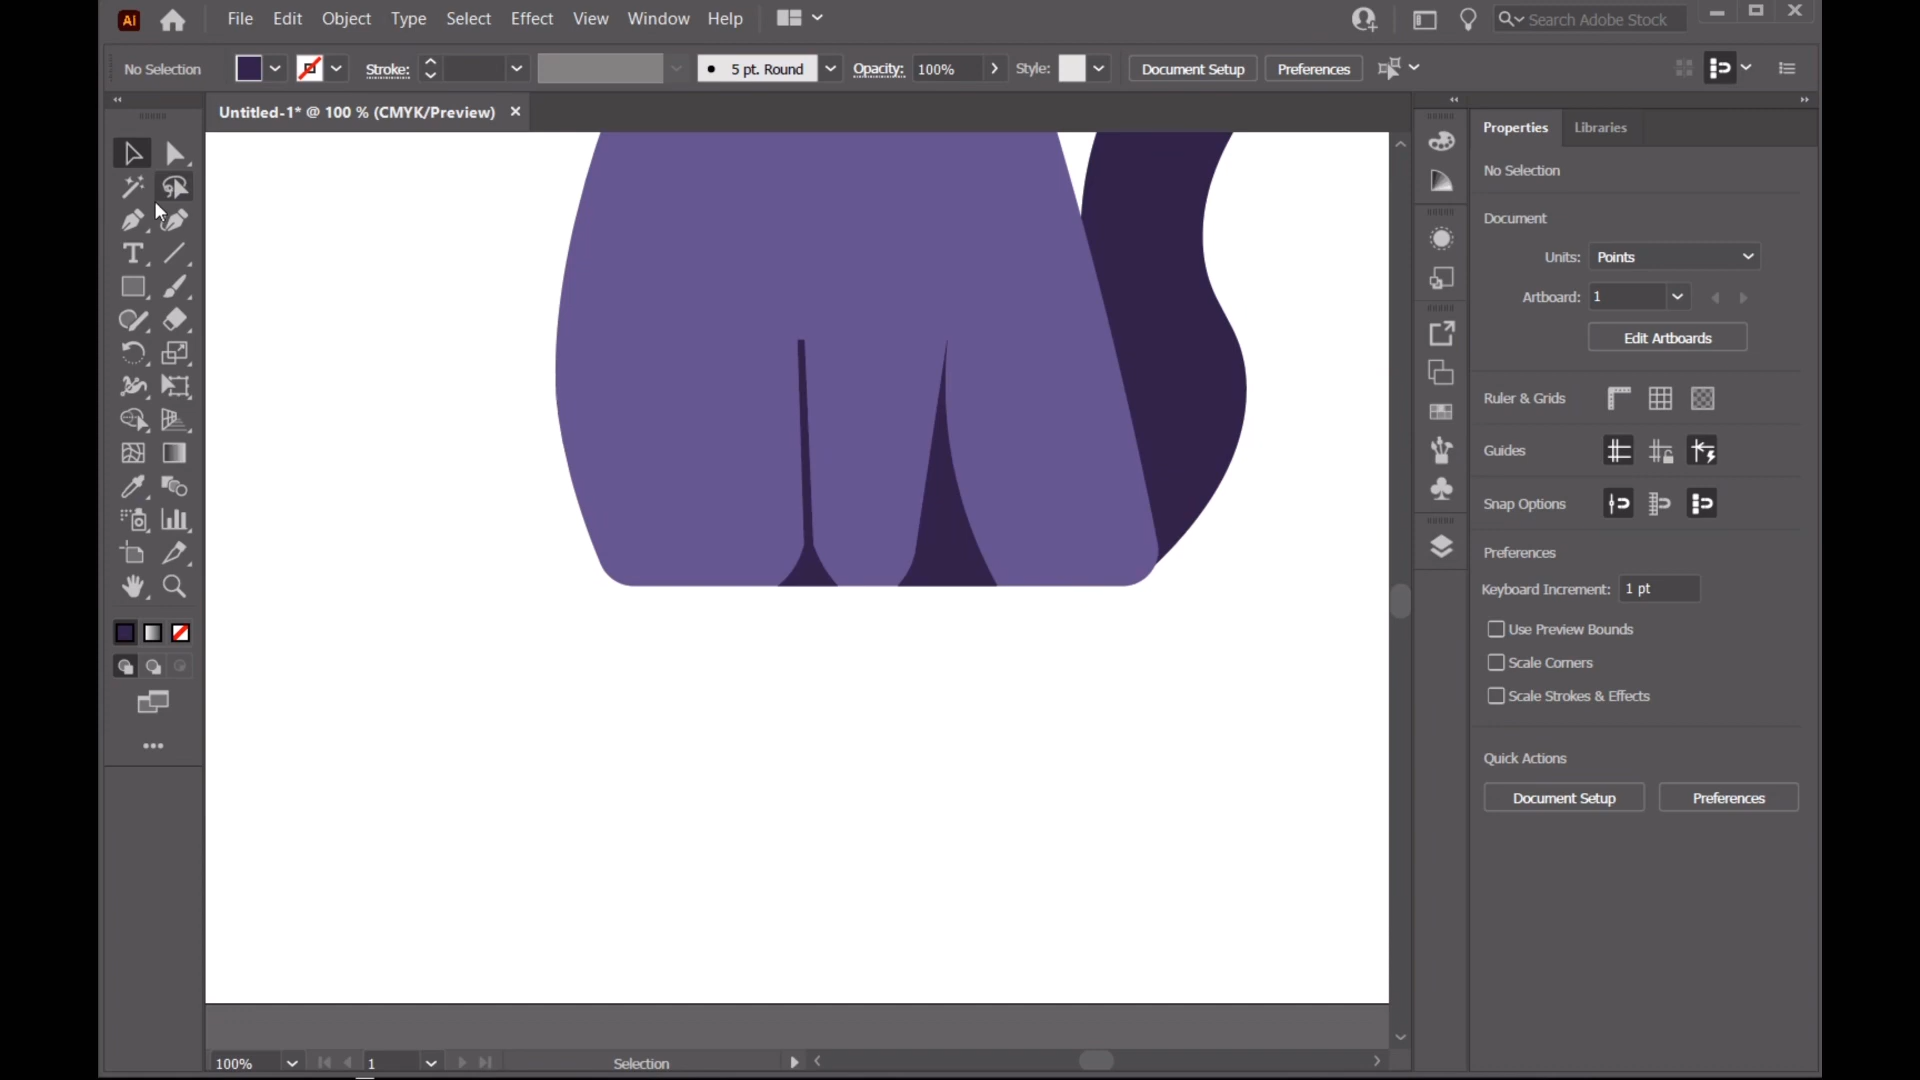 Ai File Edit Object Type Select Effect View Window Help Search Adobe Stock
No Selection Stroke: 5 pt. Round Opacity: 100% Style: Document Setup Preferences
Untitled-1* @ 100 % (CMYK/Preview)
Properties Libraries
No Selection
Document
Units: Points
Artboard: 1
Edit Artboards
Ruler & Grids
Guides
Snap Options
Preferences
Keyboard Increment: 1 pt
Use Preview Bounds
Scale Corners
Scale Strokes & Effects
Quick Actions
Document Setup Preferences
100% 1 Selection